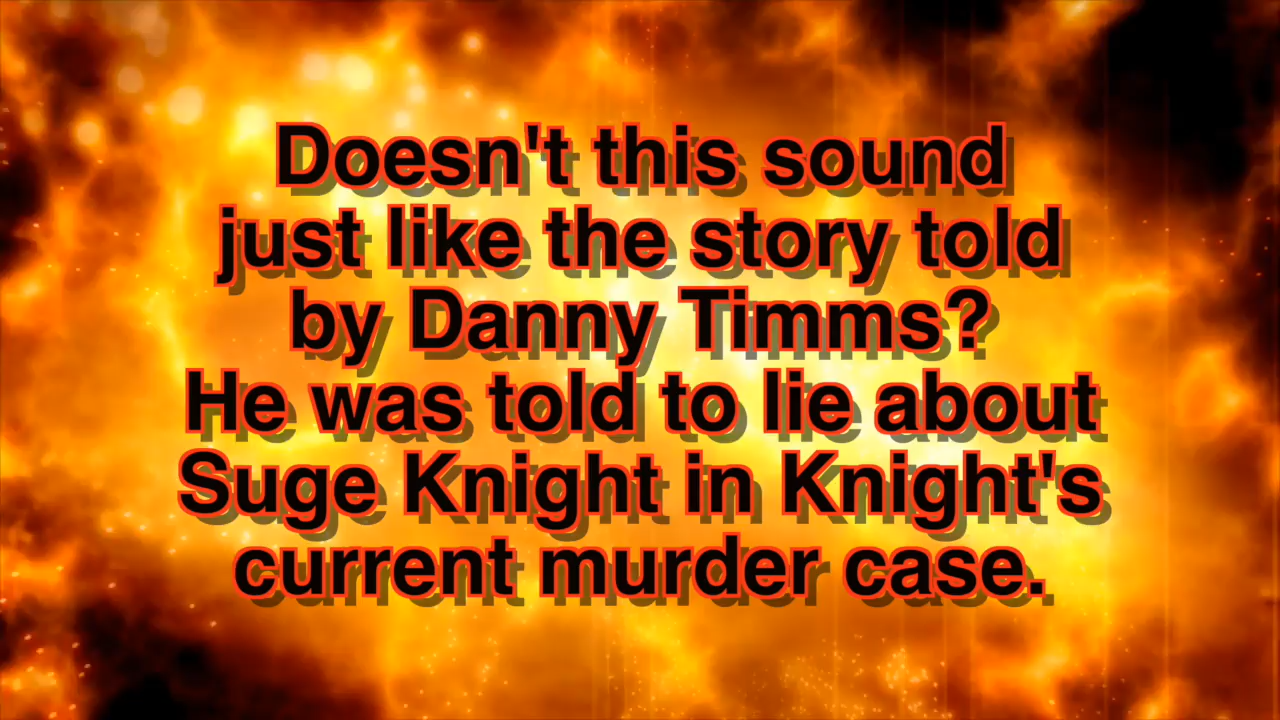 Doesn't this sound
just like the story told
by Danny Timms?
He was told to lie about
Suge Knight in Knight's
current murder case.